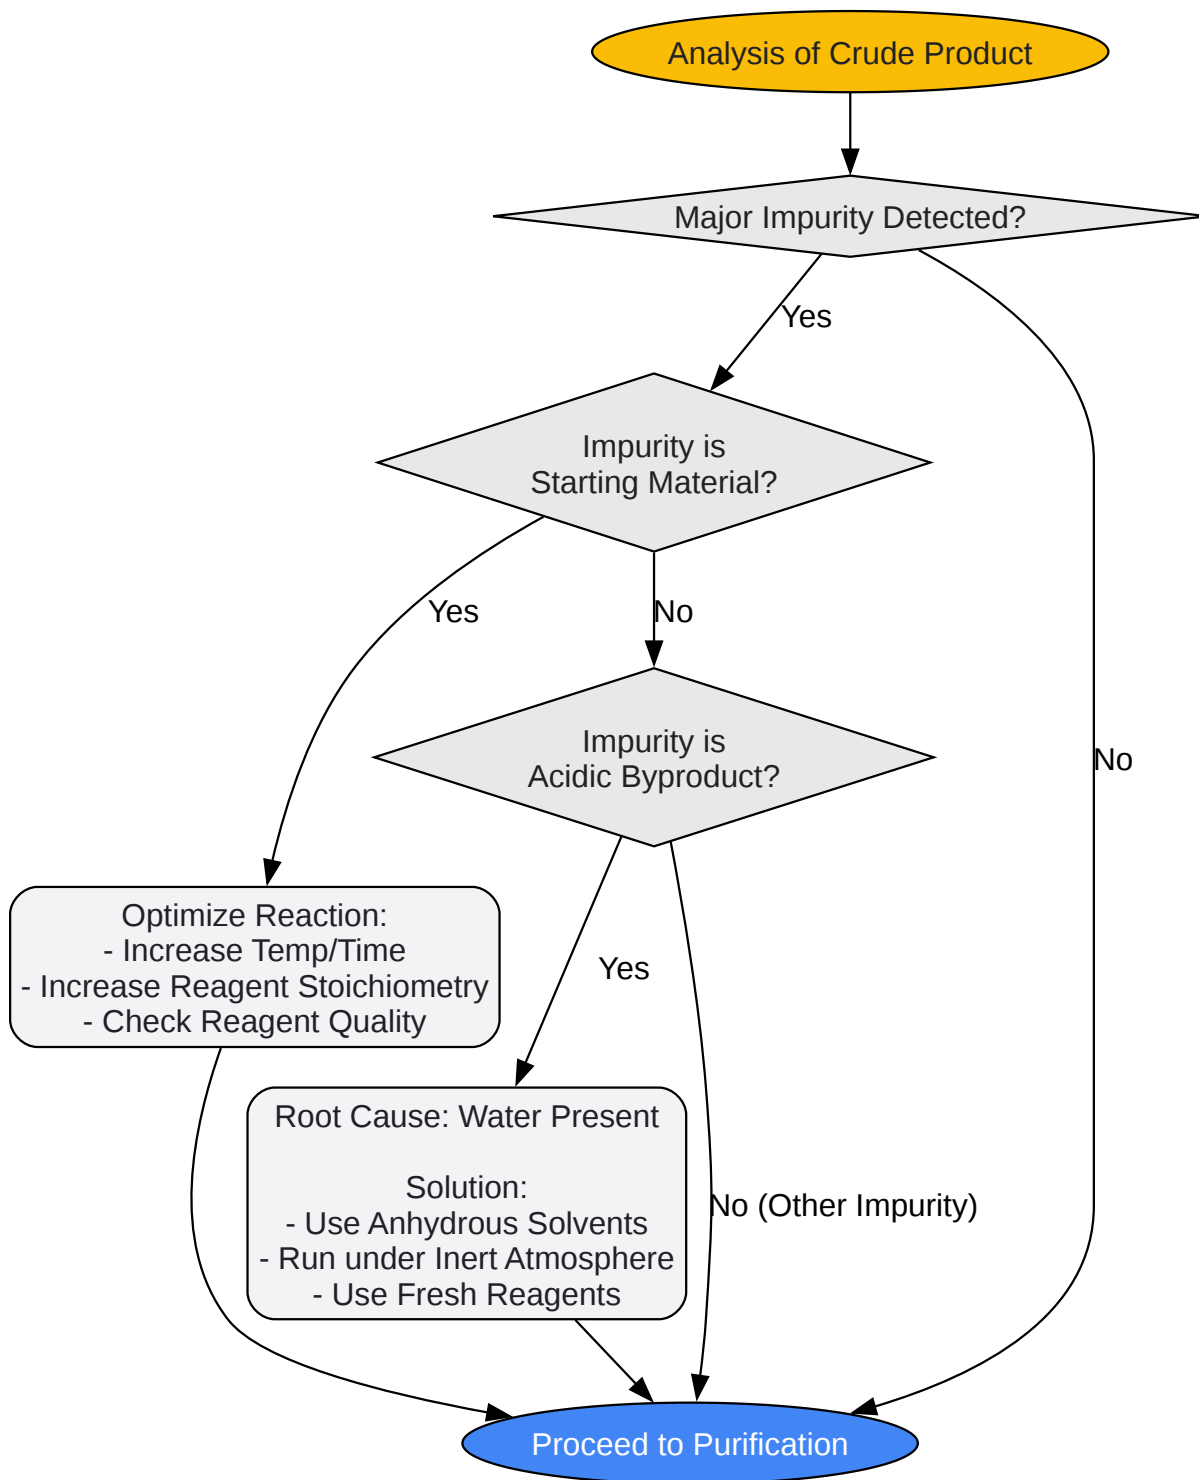 Analysis of Crude Product
Major Impurity Detected?
Yes
Impurity is
Starting Material?
Yes
No
Impurity is
Acidic Byproduct?
No
Optimize Reaction:
- Increase Temp/Time
- Increase Reagent Stoichiometry
- Check Reagent Quality
Yes
Root Cause: Water Present
Solution:
- Use Anhydrous Solvents
- Run under Inert Atmosphere
- Use Fresh Reagents
No (Other Impurity)
Proceed to Purification